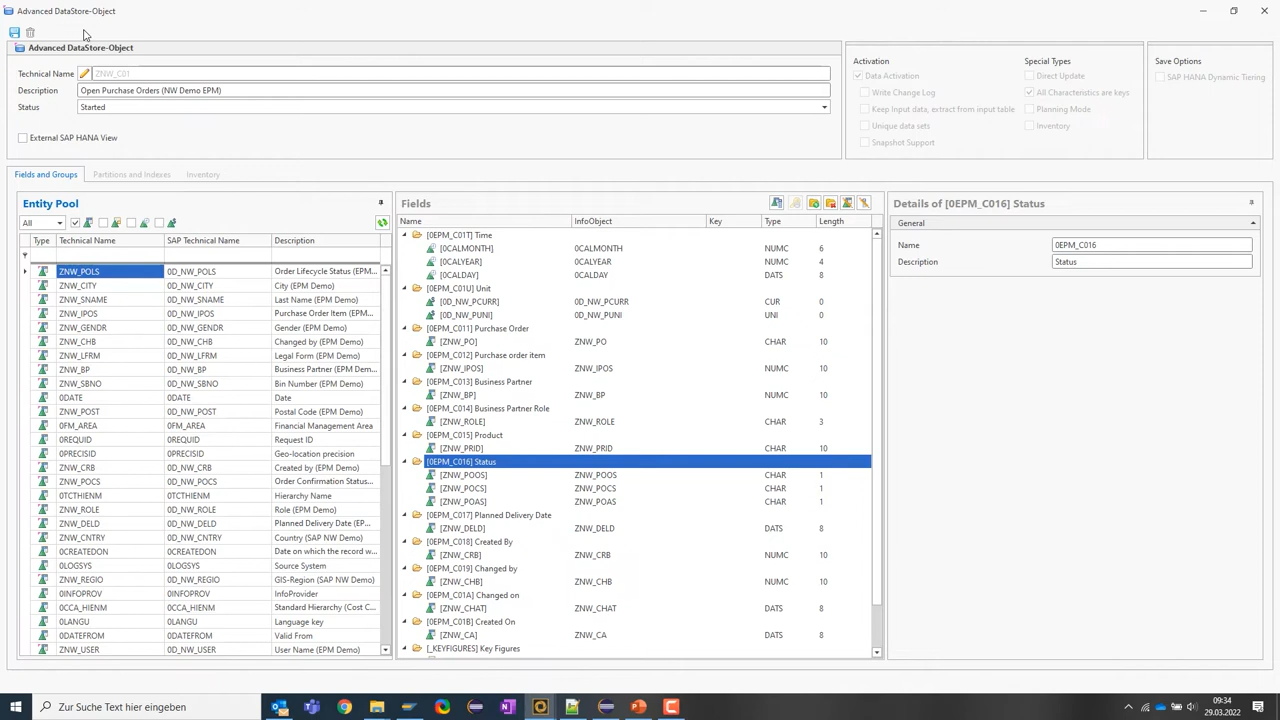 Advanced DataStore-Object
Advanced DataStore-Object
Technical Name ZNW_C01
Description Open Purchase Orders (NW Demo EPM)
Status Started
External SAP HANA View
Activation
Data Activation
Write Change Log
Keep Input data, extract from input table
Unique data sets
Snapshot Support
Special Types
Direct Update
All Characteristics are keys
Planning Mode
Inventory
Save Options
SAP HANA Dynamic Tiering
Fields and Groups Partitions and Indexes Inventory
Entity Pool
All
Type Technical Name SAP Technical Name Description
ZNW_POLS 0D_NW_POLS Order Lifecycle Status (EPM...
ZNW_CITY 0D_NW_CITY City (EPM Demo)
ZNW_SNAME 0D_NW_SNAME Last Name (EPM Demo)
ZNW_IPOS 0D_NW_IPOS Purchase Order Item (EPM...
ZNW_GENDR 0D_NW_GENDR Gender (EPM Demo)
ZNW_CHB 0D_NW_CHB Changed by (EPM Demo)
ZNW_LFRM 0D_NW_LFRM Legal Form (EPM Demo)
ZNW_BP 0D_NW_BP Business Partner (EPM Dem...
ZNW_SBNO 0D_NW_SBNO Bin Number (EPM Demo)
0DATE 0DATE Date
ZNW_POST 0D_NW_POST Postal Code (EPM Demo)
0FM_AREA 0FM_AREA Financial Management Area
0REQUID 0REQUID Request ID
0PRECISID 0PRECISID Geo-location precision
ZNW_CRB 0D_NW_CRB Created by (EPM Demo)
ZNW_POCS 0D_NW_POCS Order Confirmation Status...
0TCTHIENM 0TCTHIENM Hierarchy Name
ZNW_ROLE 0D_NW_ROLE Role (EPM Demo)
ZNW_DELD 0D_NW_DELD Planned Delivery Date (EP...
ZNW_CNTRY 0D_NW_CNTRY Country (SAP NW Demo)
0CREATEDON 0CREATEDON Date on which the record w...
0LOGSYS 0LOGSYS Source System
ZNW_REGIO 0D_NW_REGIO GIS-Region (SAP NW Demo)
0INFOPROV 0INFOPROV InfoProvider
0CCA_HIENM 0CCA_HIENM Standard Hierarchy (Cost C...
0LANGU 0LANGU Language key
0DATEFROM 0DATEFROM Valid From
ZNW_USER 0D_NW_USER User Name (EPM Demo)
Fields
Name InfoObject Key Type Length
[0EPM_C01T] Time
[0CALMONTH] 0CALMONTH NUMC 6
[0CALYEAR] 0CALYEAR NUMC 4
[0CALDAY] 0CALDAY DATS 8
[0EPM_C01U] Unit
[0D_NW_PCURR] 0D_NW_PCURR CUR 0
[0D_NW_PUNI] 0D_NW_PUNI UNI 0
[0EPM_C011] Purchase Order
[ZNW_PO] ZNW_PO CHAR 10
[0EPM_C012] Purchase order item
[ZNW_IPOS] ZNW_IPOS NUMC 10
[0EPM_C013] Business Partner
[ZNW_BP] ZNW_BP NUMC 10
[0EPM_C014] Business Partner Role
[ZNW_ROLE] ZNW_ROLE CHAR 3
[0EPM_C015] Product
[ZNW_PRID] ZNW_PRID CHAR 10
[0EPM_C016] Status
[ZNW_POOS] ZNW_POOS CHAR 1
[ZNW_POCS] ZNW_POCS CHAR 1
[ZNW_POAS] ZNW_POAS CHAR 1
[0EPM_C017] Planned Delivery Date
[ZNW_DELD] ZNW_DELD DATS 8
[0EPM_C018] Created By
[ZNW_CRB] ZNW_CRB NUMC 10
[0EPM_C019] Changed by
[ZNW_CHB] ZNW_CHB NUMC 10
[0EPM_C01A] Changed on
[ZNW_CHAT] ZNW_CHAT DATS 8
[0EPM_C01B] Created On
[ZNW_CA] ZNW_CA DATS 8
[_KEYFIGURES] Key Figures
Details of [0EPM_C016] Status
General
Name 0EPM_C016
Description Status
Zur Suche Text hier eingeben
09:34
29.03.2022